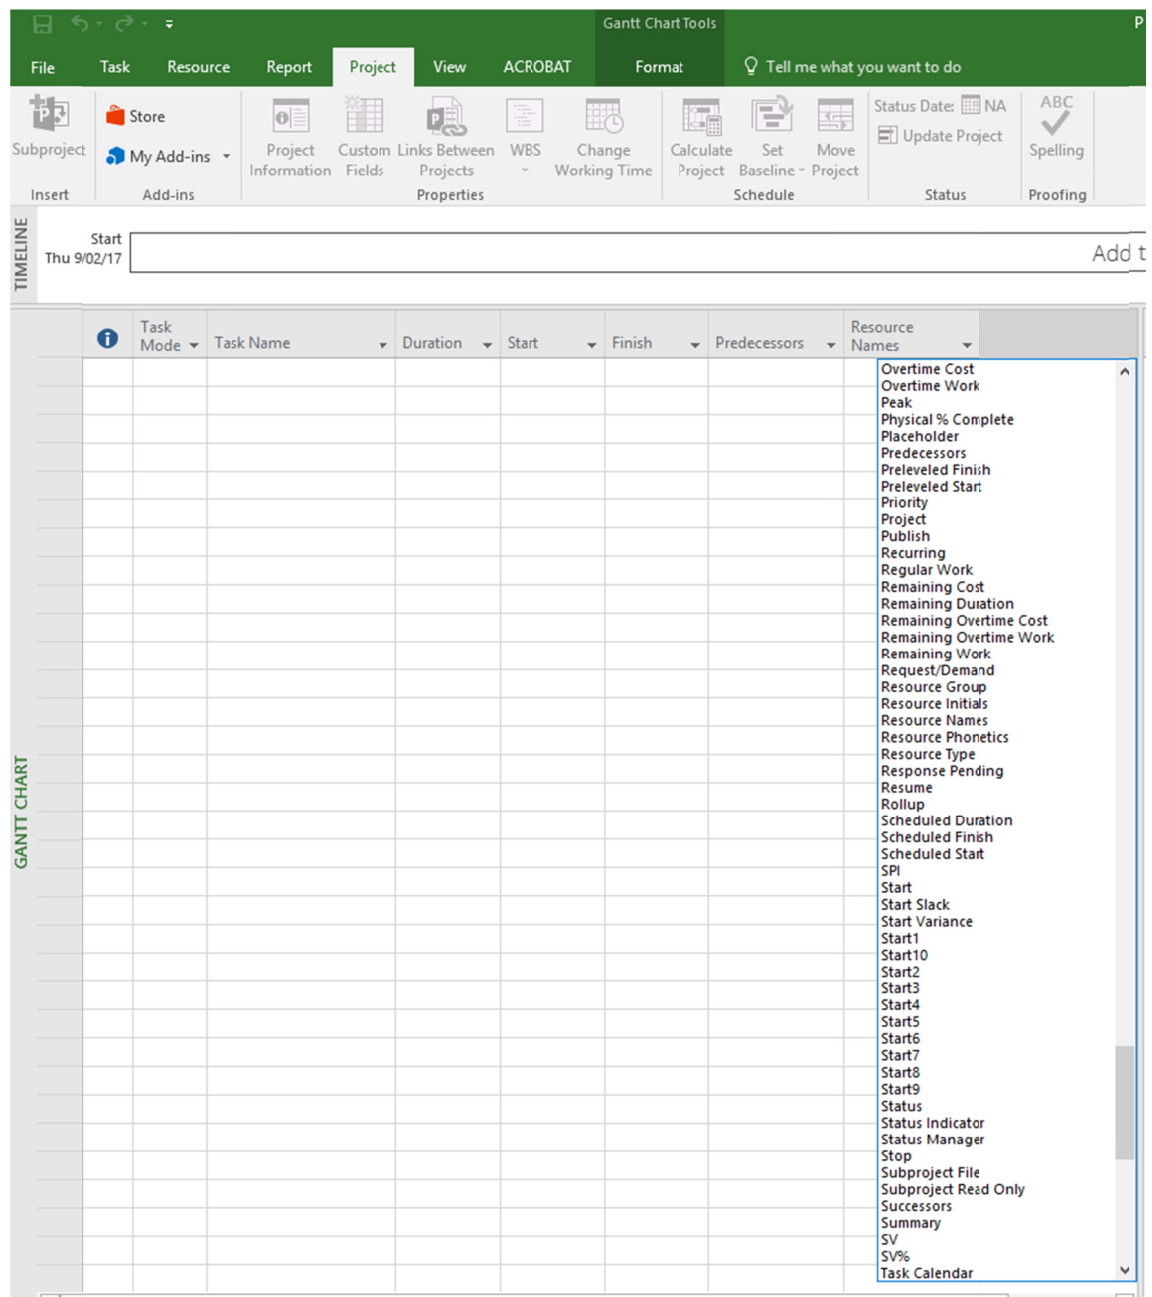 Gantt Chart Tools
P
File Task Resource Report Project View ACROBAT Format Tell me what you want to do
Subproject
Insert
Store
My Add-ins
Add-ins
Project Information
Custom Fields
Links Between Projects
WBS
Change Working Time
Properties
Calculate Project
Set Baseline
Move Project
Schedule
Status Date: NA
Update Project
Status
ABC
Spelling
Proofing
TIMELINE
Start
Thu 9/02/17
Add t
GANTT CHART
Task Mode
Task Name
Duration
Start
Finish
Predecessors
Resource Names
Overtime Cost
Overtime Work
Peak
Physical % Complete
Placeholder
Predecessors
Preleveled Finish
Preleveled Start
Priority
Project
Publish
Recurring
Regular Work
Remaining Cost
Remaining Duration
Remaining Overtime Cost
Remaining Overtime Work
Remaining Work
Request/Demand
Resource Group
Resource Initials
Resource Names
Resource Phonetics
Resource Type
Response Pending
Resume
Rollup
Scheduled Duration
Scheduled Finish
Scheduled Start
SPI
Start
Start Slack
Start Variance
Start1
Start10
Start2
Start3
Start4
Start5
Start6
Start7
Start8
Start9
Status
Status Indicator
Status Manager
Stop
Subproject File
Subproject Read Only
Successors
Summary
SV
SV%
Task Calendar